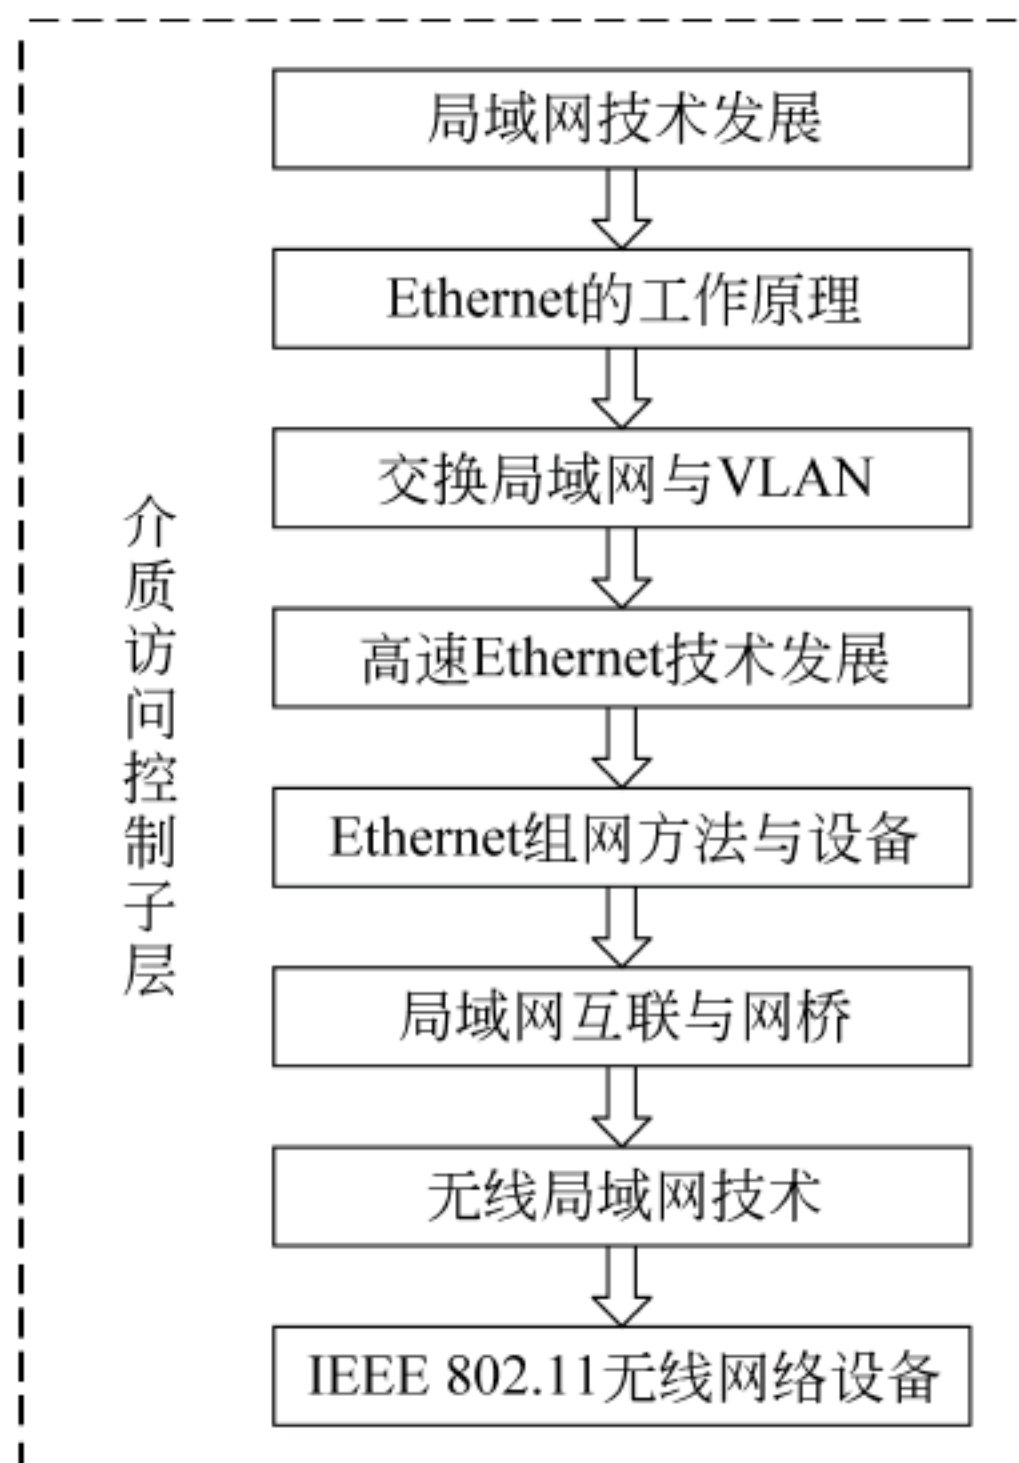 局域网技术发展
Ethernet的工作原理
交换局域网与VLAN
高速Ethernet技术发展
Ethernet组网方法与设备
局域网互联与网桥
无线局域网技术
IEEE 802.11无线网络设备
介质访问控制子层